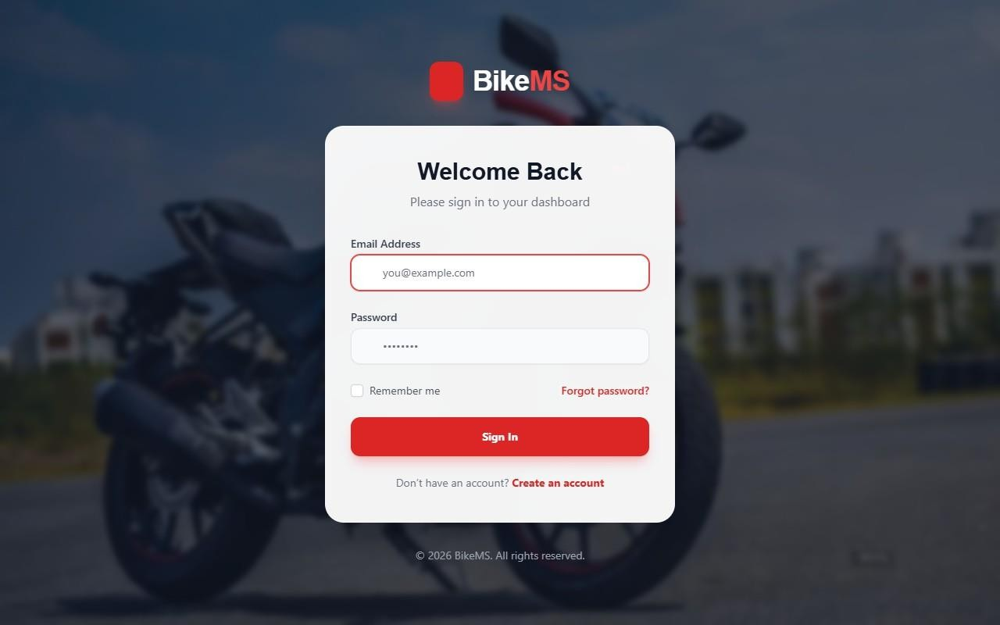 BikeMS
Welcome Back
Please sign in to your dashboard
Email Address
you@example.com
Password
••••••••
Remember me
Forgot password?
Sign In
Don't have an account? Create an account
© 2026 BikeMS. All rights reserved.